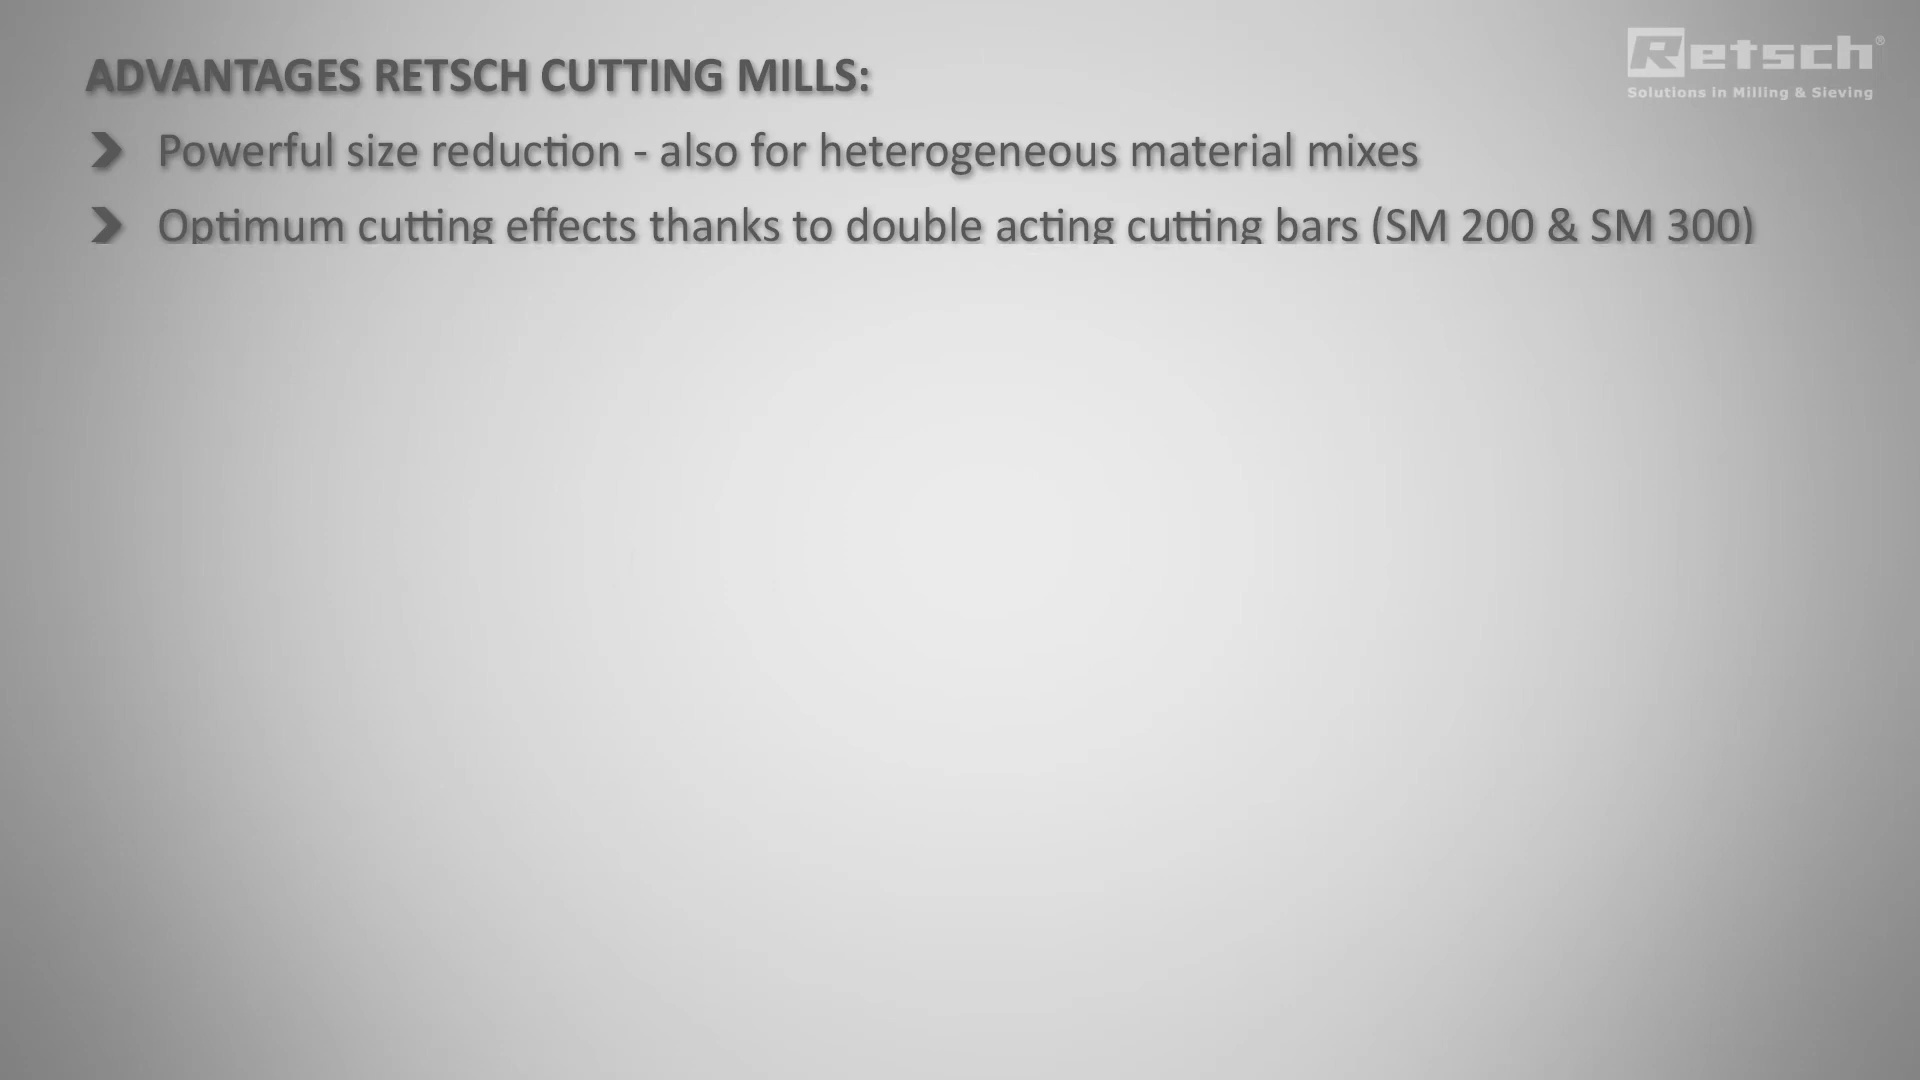 Retsch®
Solutions in Milling & Sieving
ADVANTAGES RETSCH CUTTING MILLS:
Powerful size reduction - also for heterogeneous material mixes
Optimum cutting effects thanks to double acting cutting bars (SM 200 & SM 300)